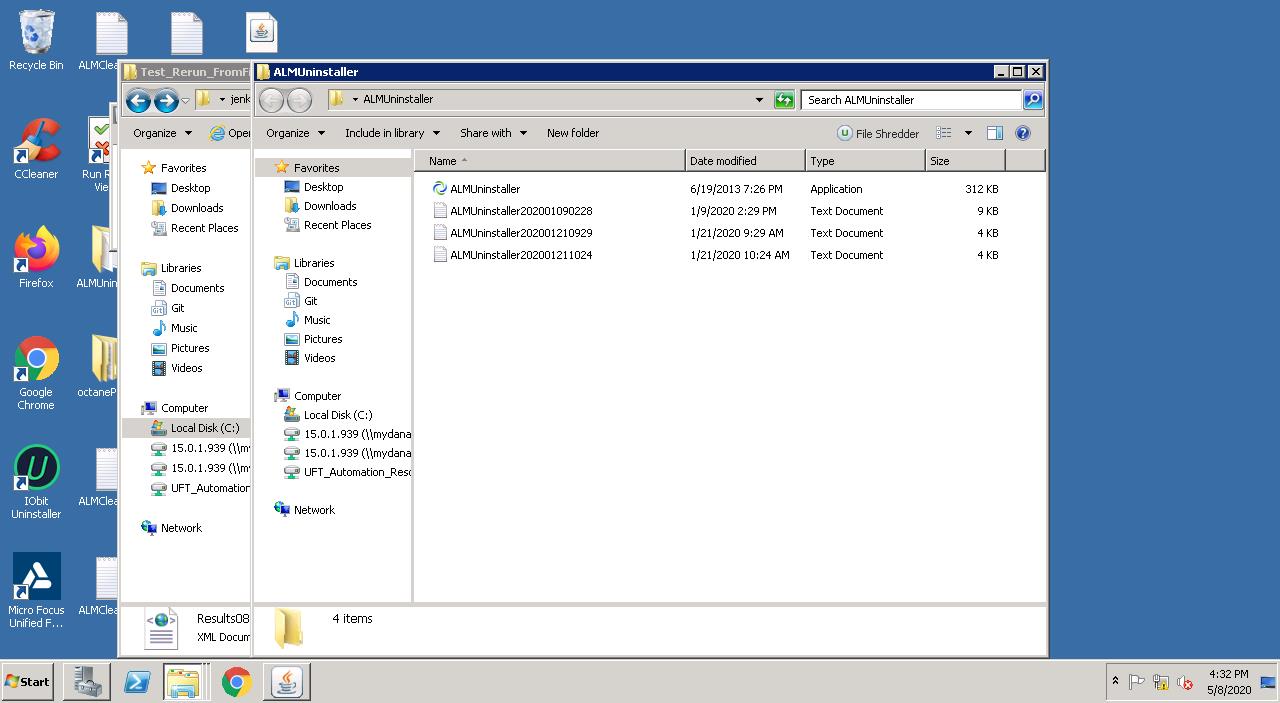 Recycle Bin
ALMClea
CCleaner
Run R
Vie
Firefox
ALMUnin
Google
Chrome
octaneP
IObit
Uninstaller
ALMClea
Micro Focus
Unified F...
ALMClea
Test_Rerun_FromFi
jenk
Organize
Open
Favorites
Desktop
Downloads
Recent Places
Libraries
Documents
Git
Music
Pictures
Videos
Computer
Local Disk (C:)
15.0.1.939 (\\my
15.0.1.939 (\\my
UFT_Automation
Network
Results08
XML Docum
ALMUninstaller
ALMUninstaller
Search ALMUninstaller
Organize Include in library Share with New folder File Shredder
Favorites
Desktop
Downloads
Recent Places
Libraries
Documents
Git
Music
Pictures
Videos
Computer
Local Disk (C:)
15.0.1.939 (\\mydana
15.0.1.939 (\\mydana
UFT_Automation_Reso
Network
Name Date modified Type Size
ALMUninstaller 6/19/2013 7:26 PM Application 312 KB
ALMUninstaller202001090228 1/9/2020 2:29 PM Text Document 9 KB
ALMUninstaller202001210929 1/21/2020 9:29 AM Text Document 4 KB
ALMUninstaller202001211024 1/21/2020 10:24 AM Text Document 4 KB
4 items
Start
4:32 PM
5/8/2020